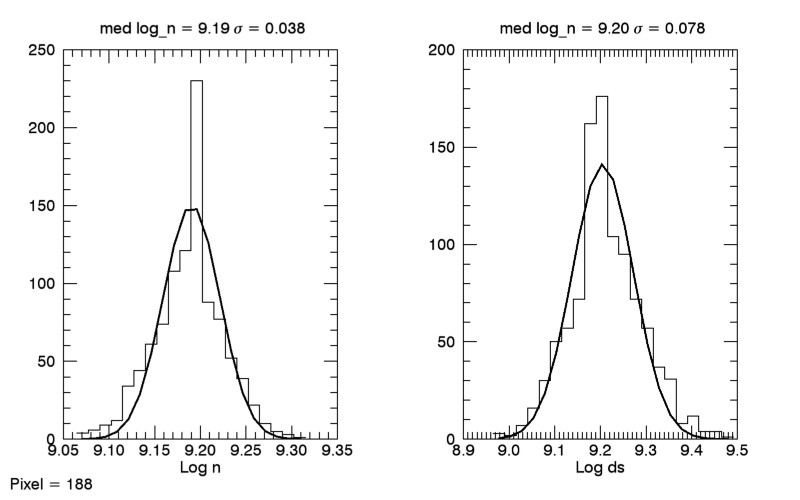 med log_n = 9.19 σ = 0.038
250
200
150
100
50
0
9.05 9.10 9.15 9.20 9.25 9.30 9.35
Log n
med log_n = 9.20 σ = 0.078
200
150
100
50
0
8.9 9.0 9.1 9.2 9.3 9.4 9.5
Log ds
Pixel = 188